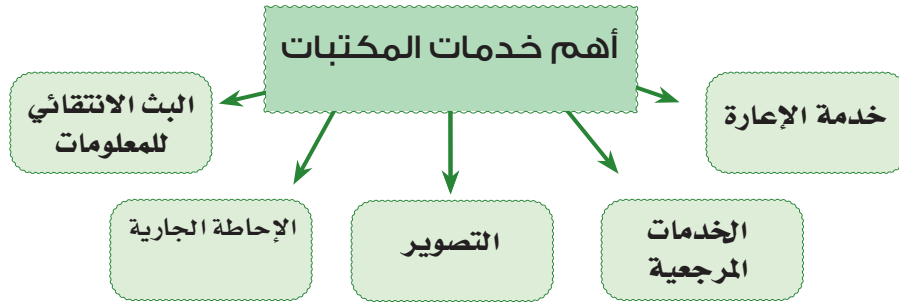 أهم خدمات المكتبات
خدمة الإعارة
الخدمات
المرجعية
التصوير
الإحاطة الجارية
البث الانتقائي
للمعلومات